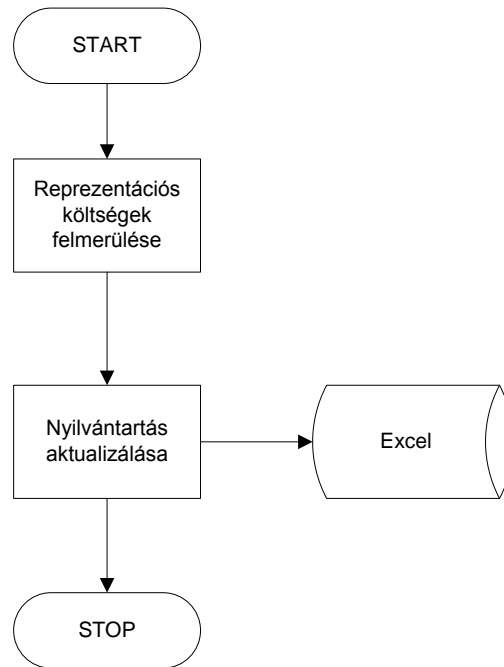 START
Reprezentációs
költségek
felmerülése
Nyilvántartás
aktualizálása
Excel
STOP